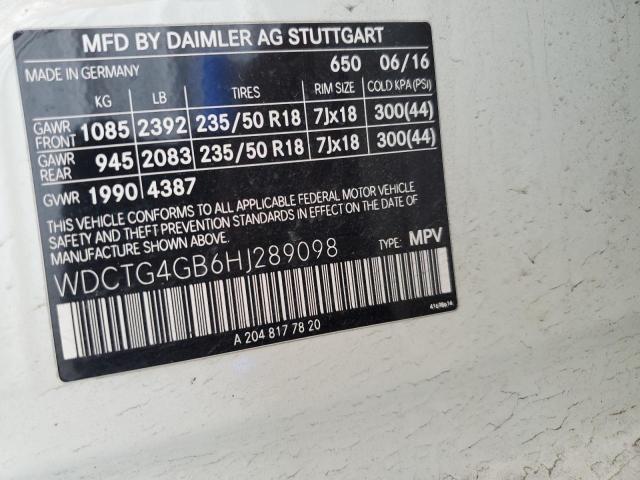 MFD BY DAIMLER AG STUTTGART
MADE IN GERMANY 650 06/16
KG LB TIRES RIM SIZE COLD KPA (PSI)
GAWR FRONT 1085 2392 235/50 R18 7Jx18 300(44)
GAWR REAR 945 2083 235/50 R18 7Jx18 300(44)
GVWR 1990 4387
THIS VEHICLE CONFORMS TO ALL APPLICABLE FEDERAL MOTOR VEHICLE
SAFETY AND THEFT PREVENTION STANDARDS IN EFFECT ON THE DATE OF
MANUFACTURE SHOWN ABOVE.
WDCTG4GB6HJ289098 TYPE: MPV
A 204 817 78 20